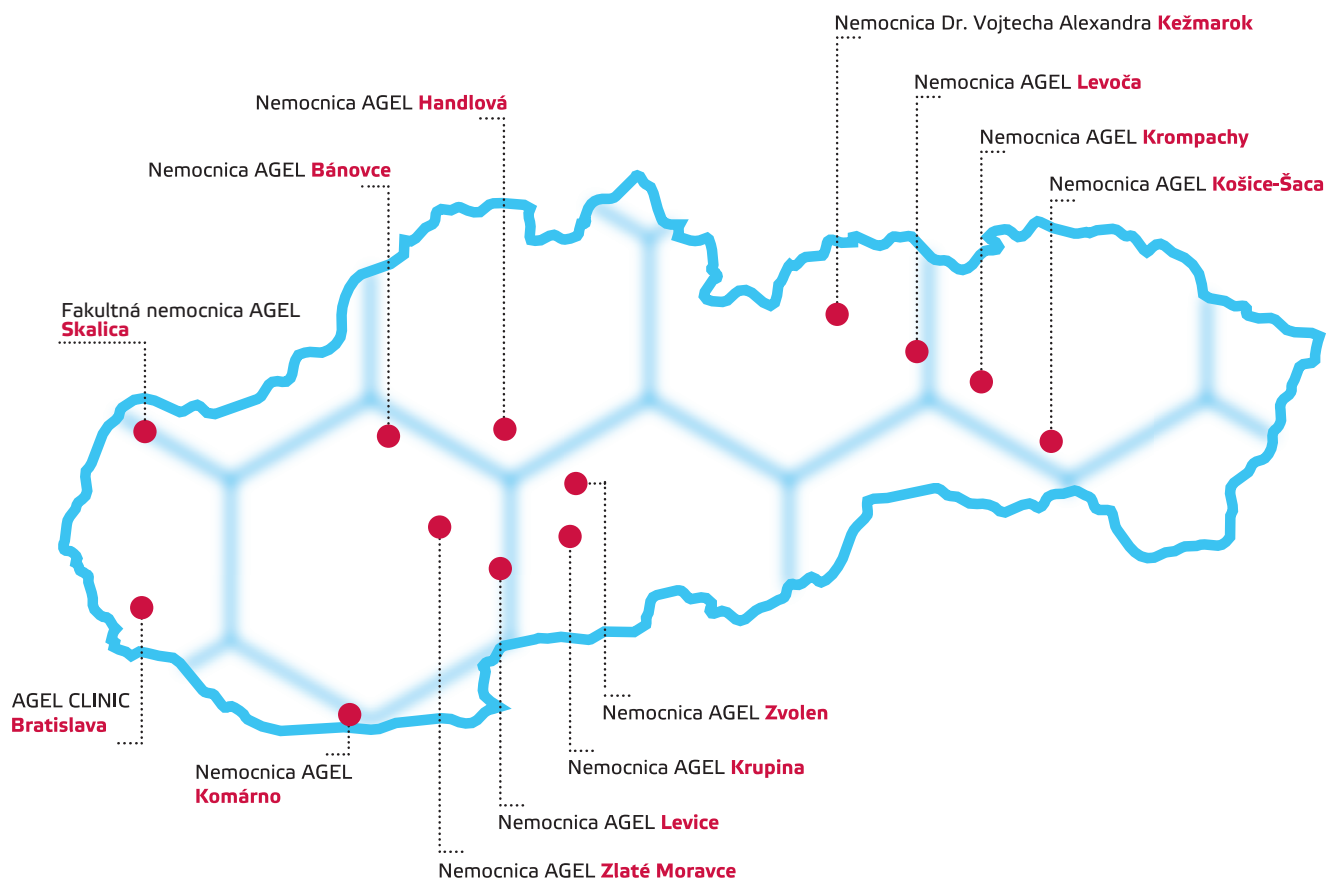 Nemocnica Dr. Vojtecha Alexandra Kežmarok
Nemocnica AGEL Levoča
Nemocnica AGEL Handlová
Nemocnica AGEL Krompachy
Nemocnica AGEL Bánovce
Nemocnica AGEL Košice-Šaca
Fakultná nemocnica AGEL
Skalica
AGEL CLINIC
Bratislava
Nemocnica AGEL Zvolen
Nemocnica AGEL Krupina
Nemocnica AGEL
Komárno
Nemocnica AGEL Levice
Nemocnica AGEL Zlaté Moravce